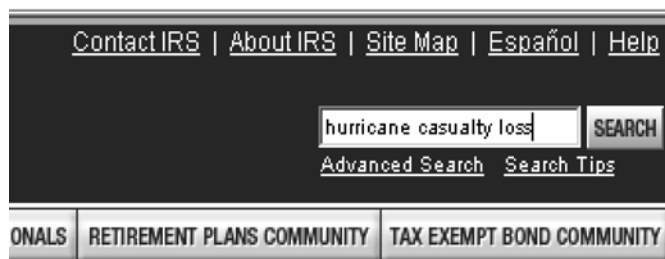 Contact IRS | About IRS | Site Map | Español | Help
hurricane casualty loss SEARCH
Advanced Search Search Tips
ONALS RETIREMENT PLANS COMMUNITY TAX EXEMPT BOND COMMUNITY